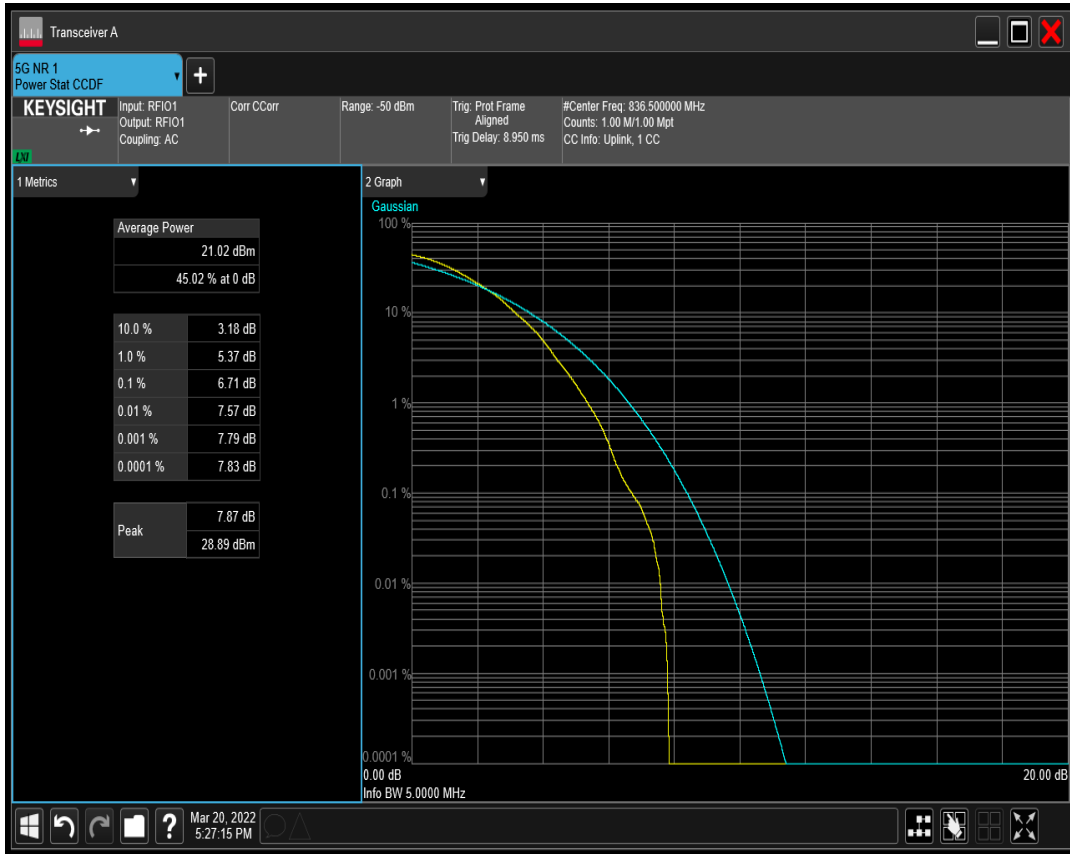 Transceiver A
5G NR 1
Power Stat CCDF
+
KEYSIGHT
LXI
Input: RFIO1
Output: RFIO1
Coupling: AC
Corr CCorr
Range: -50 dBm
Trig: Prot Frame
Aligned
Trig Delay: 8.950 ms
#Center Freq: 836.500000 MHz
Counts: 1.00 M/1.00 Mpt
CC Info: Uplink, 1 CC
1 Metrics
Average Power
21.02 dBm
45.02 % at 0 dB
10.0 % 3.18 dB
1.0 % 5.37 dB
0.1 % 6.71 dB
0.01 % 7.57 dB
0.001 % 7.79 dB
0.0001 % 7.83 dB
Peak 7.87 dB
28.89 dBm
2 Graph
Gaussian
100 %
10 %
1 %
0.1 %
0.01 %
0.001 %
0.0001 %
0.00 dB 20.00 dB
Info BW 5.0000 MHz
?
Mar 20, 2022
5:27:15 PM